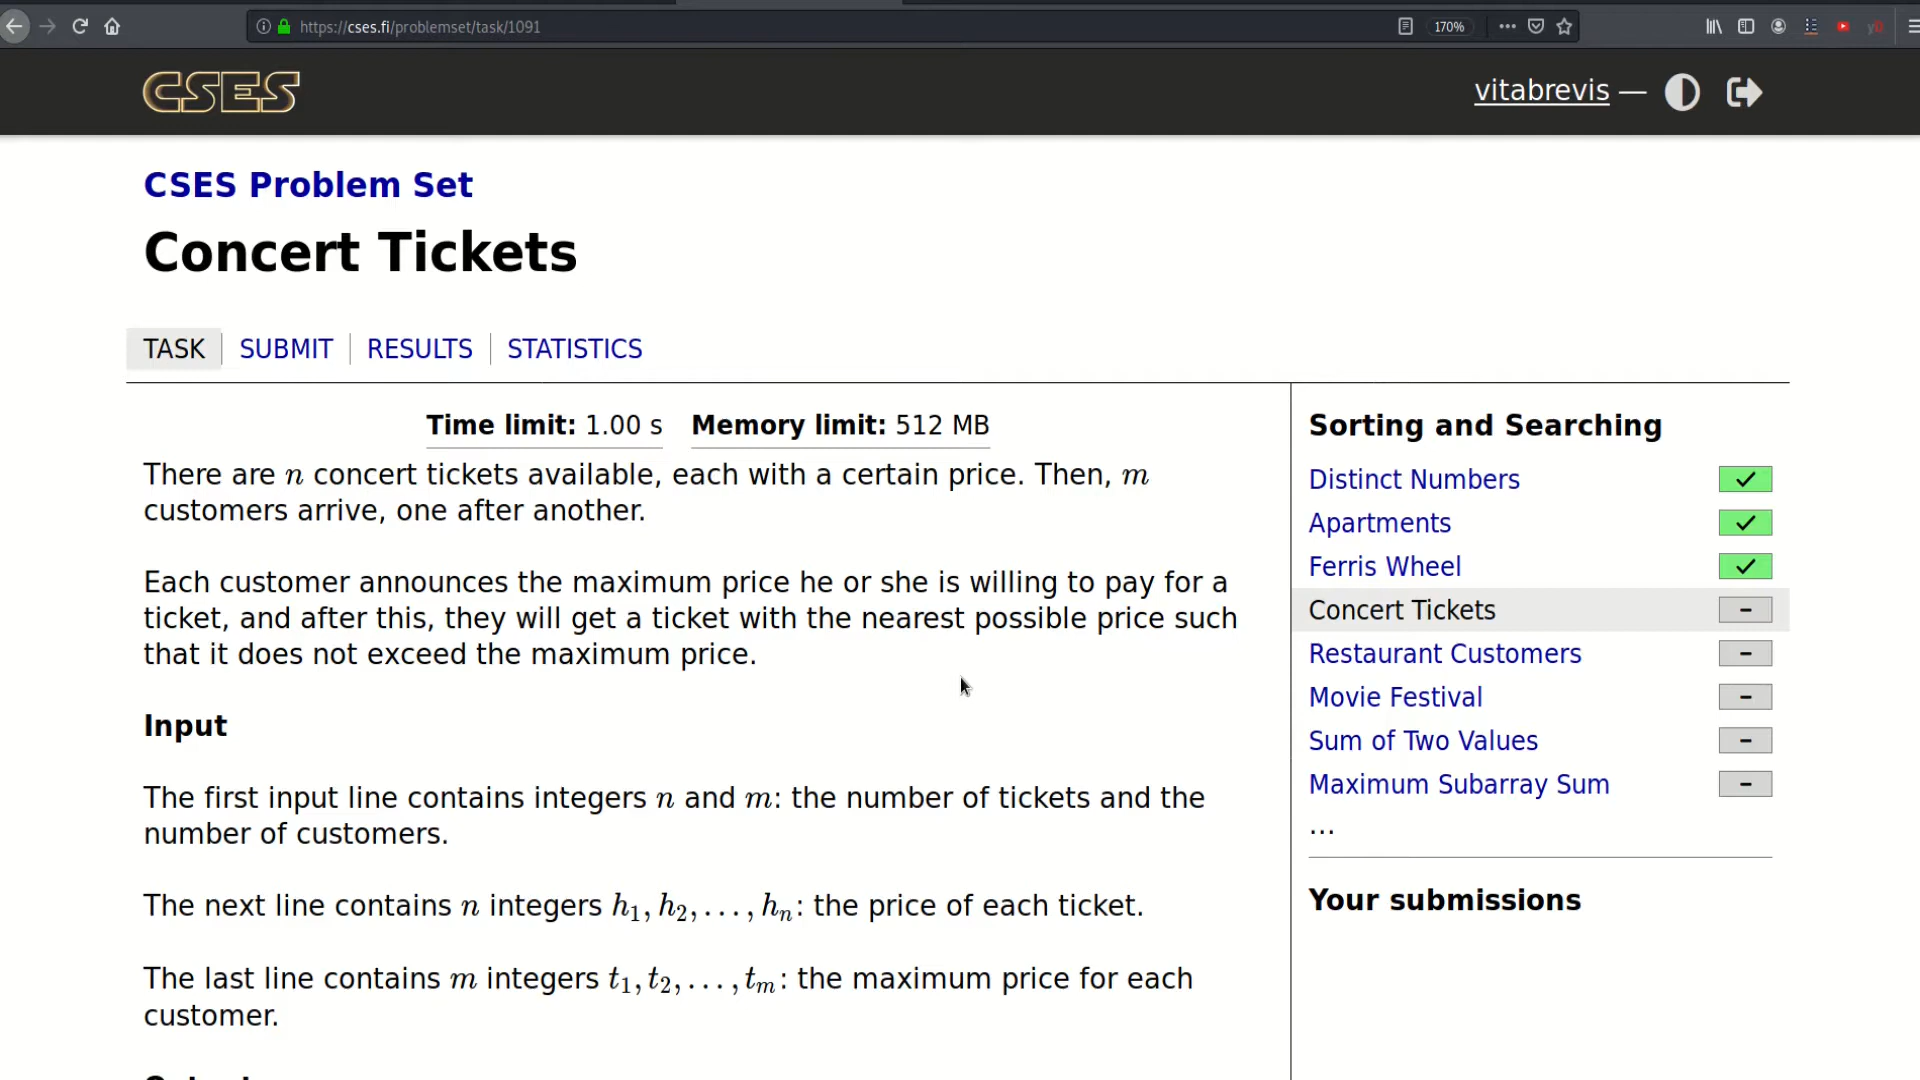 https://cses.fi/problemset/task/1091
170%
CSES
vitabrevis —
CSES Problem Set
Concert Tickets
TASK
SUBMIT
RESULTS
STATISTICS
Time limit: 1.00 s
Memory limit: 512 MB
There are n concert tickets available, each with a certain price. Then, m
customers arrive, one after another.
Each customer announces the maximum price he or she is willing to pay for a
ticket, and after this, they will get a ticket with the nearest possible price such
that it does not exceed the maximum price.
Input
The first input line contains integers n and m: the number of tickets and the
number of customers.
The next line contains n integers h₁, h₂, …, hₙ: the price of each ticket.
The last line contains m integers t₁, t₂, …, tₘ: the maximum price for each
customer.
Sorting and Searching
Distinct Numbers
Apartments
Ferris Wheel
Concert Tickets –
Restaurant Customers –
Movie Festival –
Sum of Two Values –
Maximum Subarray Sum –
...
Your submissions